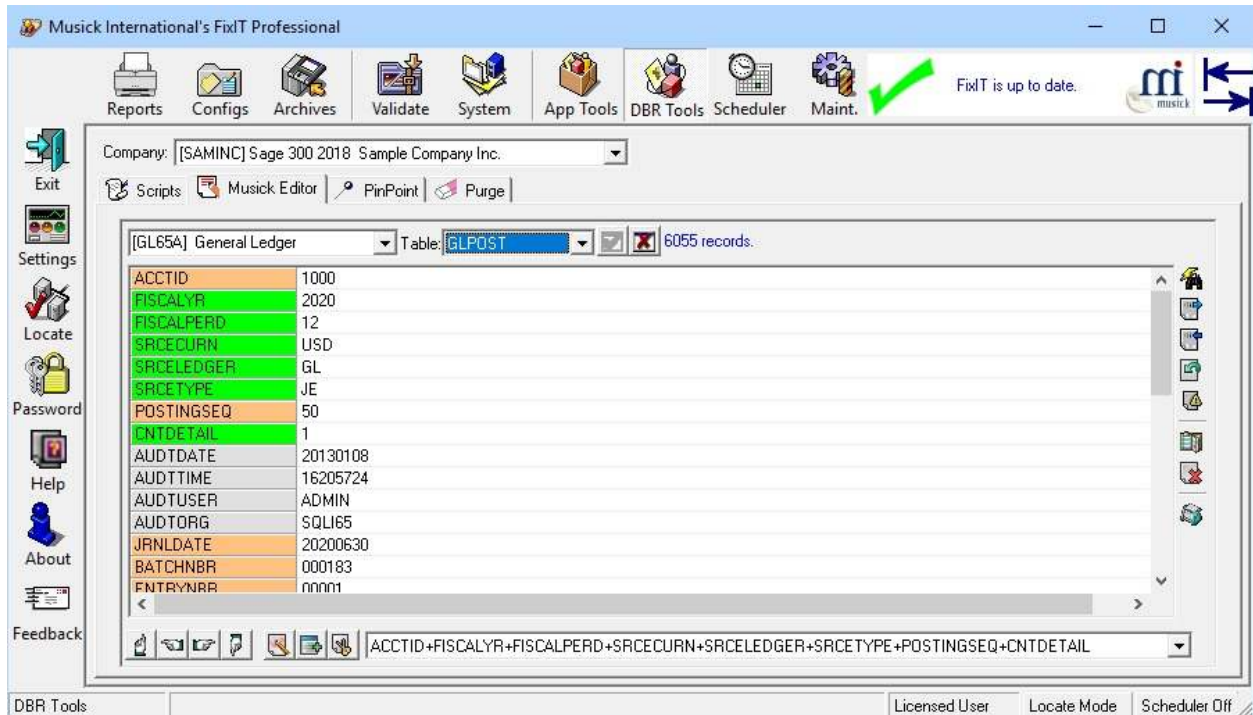 Musick International's FixIT Professional
Reports Configs Archives Validate System App Tools DBR Tools Scheduler Maint. FixIT is up to date. mi musick
Exit
Settings
Locate
Password
Help
About
Feedback
Company: [SAMINC] Sage 300 2018 Sample Company Inc.
Scripts Musick Editor PinPoint Purge
[GL65A] General Ledger Table: GLPOST 6055 records.
ACCTID 1000
FISCALYR 2020
FISCALPERD 12
SRCECURN USD
SRCELEDGER GL
SRCETYPE JE
POSTINGSEQ 50
CNTDETAIL 1
AUDTDATE 20130108
AUDTTIME 16205724
AUDTUSER ADMIN
AUDTORG SQLI65
JRNLDATE 20200630
BATCHNBR 000183
ENTRYNBR 00001
ACCTID+FISCALYR+FISCALPERD+SRCECURN+SRCELEDGER+SRCETYPE+POSTINGSEQ+CNTDETAIL
DBR Tools Licensed User Locate Mode Scheduler Off